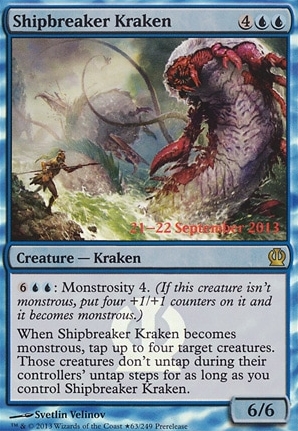 Shipbreaker Kraken 4
21–22 September 2013
Creature — Kraken
6 : Monstrosity 4. (If this creature isn't
monstrous, put four +1/+1 counters on it and
it becomes monstrous.)
When Shipbreaker Kraken becomes
monstrous, tap up to four target creatures.
Those creatures don't untap during their
controllers' untap steps for as long as you
control Shipbreaker Kraken.
Svetlin Velinov
6/6
™ & © 2013 Wizards of the Coast ★63/249 Prerelease